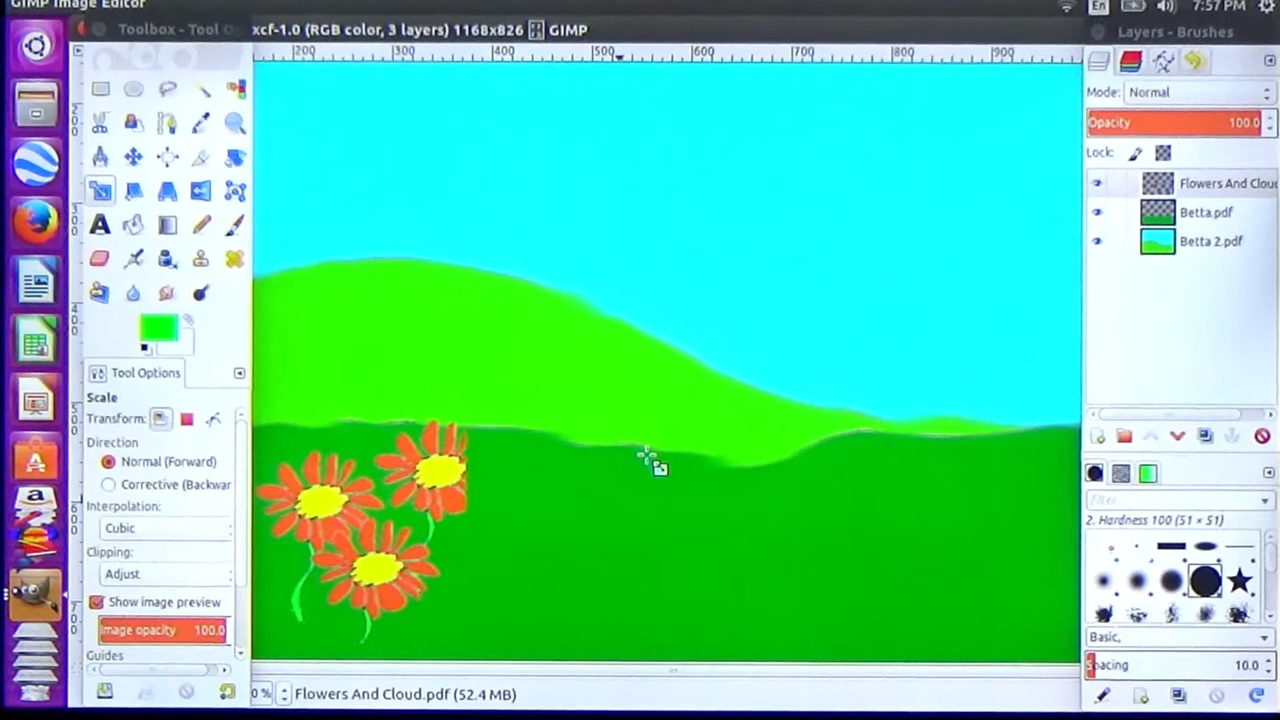 GIMP Image Editor
En
7:57 PM
Toolbox - Tool O
xcf-1.0 (RGB color, 3 layers) 1168x826
GIMP
Layers - Brushes
200 300 400 500 600 700 800 900
Mode: Normal
Opacity 100.0
Lock:
Flowers And Clou
Betta.pdf
Betta 2.pdf
Tool Options
Scale
Transform:
Direction
Normal (Forward)
Corrective (Backwar
Interpolation:
Cubic
Clipping:
Adjust
Show image preview
Image opacity 100.0
Guides
filter
2. Hardness 100 (51 × 51)
Basic,
Spacing 10.0
0 %
Flowers And Cloud.pdf (52.4 MB)